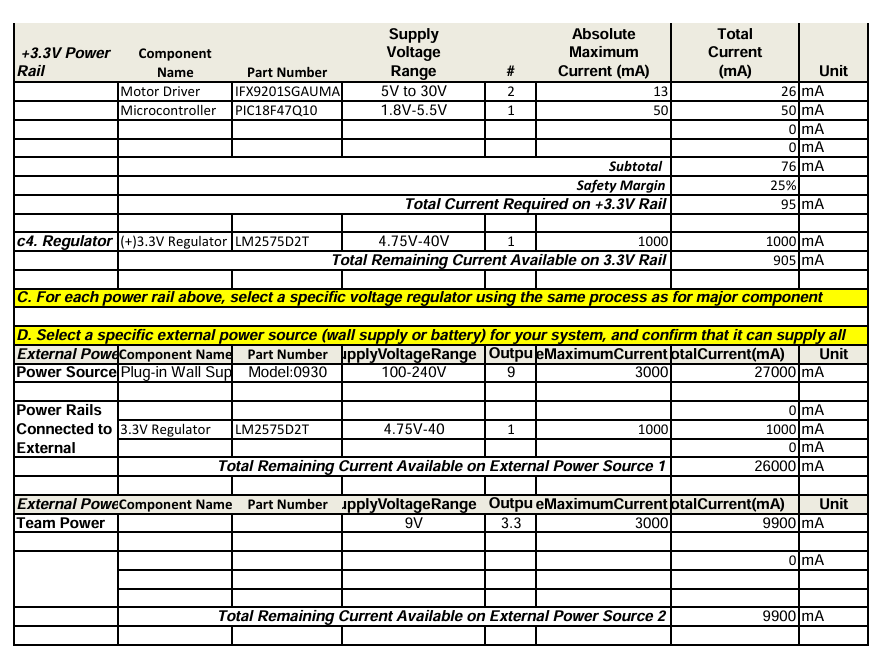 +3.3V Power Rail Component Name Part Number Supply Voltage Range # Absolute Maximum Current (mA) Total Current (mA) Unit
Motor Driver IFX9201SGAUMA 5V to 30V 2 13 26 mA
Microcontroller PIC18F47Q10 1.8V-5.5V 1 50 50 mA
0 mA
0 mA
Subtotal 76 mA
Safety Margin 25%
Total Current Required on +3.3V Rail 95 mA
c4. Regulator (+)3.3V Regulator LM2575D2T 4.75V-40V 1 1000 1000 mA
Total Remaining Current Available on 3.3V Rail 905 mA
C. For each power rail above, select a specific voltage regulator using the same process as for major component
D. Select a specific external power source (wall supply or battery) for your system, and confirm that it can supply all
External Powe Component Name Part Number upplyVoltageRange Outpu eMaximumCurrent otalCurrent(mA) Unit
Power Source Plug-in Wall Sup Model:0930 100-240V 9 3000 27000 mA
Power Rails 0 mA
Connected to 3.3V Regulator LM2575D2T 4.75V-40 1 1000 1000 mA
External 0 mA
Total Remaining Current Available on External Power Source 1 26000 mA
External Powe Component Name Part Number upplyVoltageRange Outpu eMaximumCurrent otalCurrent(mA) Unit
Team Power 9V 3.3 3000 9900 mA
0 mA
Total Remaining Current Available on External Power Source 2 9900 mA